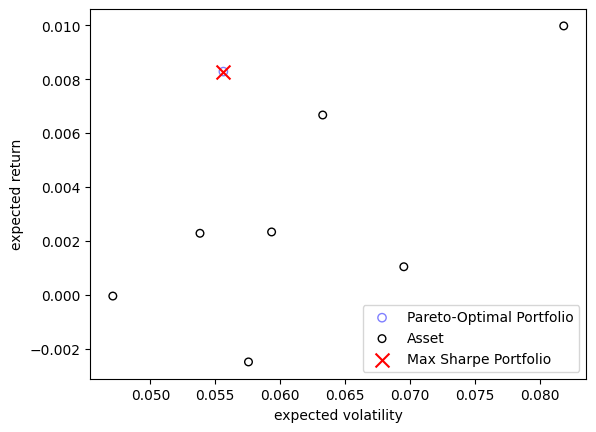 0.010
0.008
0.006
0.004
0.002
0.000
−0.002
expected return
0.050 0.055 0.060 0.065 0.070 0.075 0.080
expected volatility
Pareto-Optimal Portfolio
Asset
Max Sharpe Portfolio